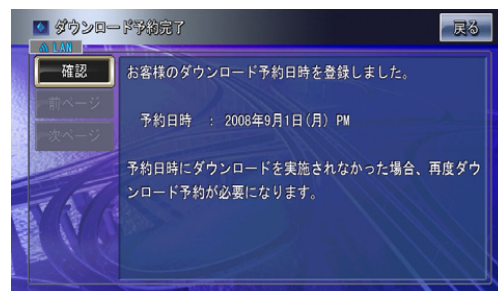 ダウンロード予約完了
戻る
LAN
確認
前ページ
次ページ
お客様のダウンロード予約日時を登録しました。
予約日時 : 2008年9月1日(月) PM
予約日時にダウンロードを実施されなかった場合、再度ダウ
ンロード予約が必要になります。